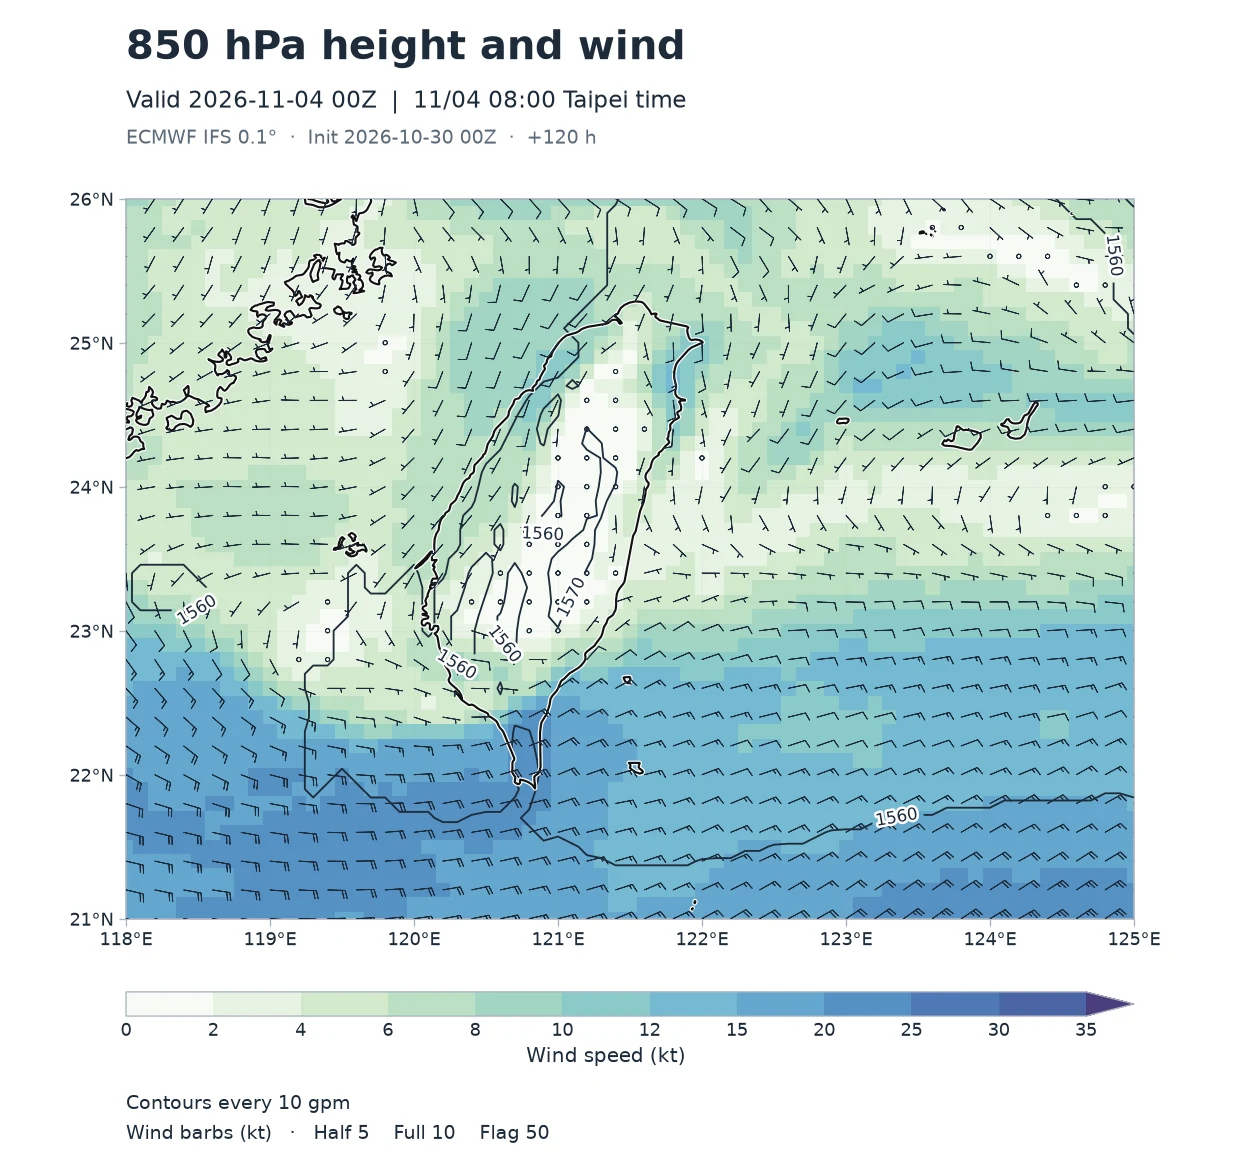 850 hPa height and wind
Valid 2026-11-04 00Z | 11/04 08:00 Taipei time
ECMWF IFS 0.1° · Init 2026-10-30 00Z · +120 h
26°N
1560
25°N
24°N
1560
1570
1560
23°N
1560
1560
22°N
1560
21°N
118°E 119°E 120°E 121°E 122°E 123°E 124°E 125°E
0 2 4 6 8 10 12 15 20 25 30 35
Wind speed (kt)
Contours every 10 gpm
Wind barbs (kt) · Half 5 Full 10 Flag 50